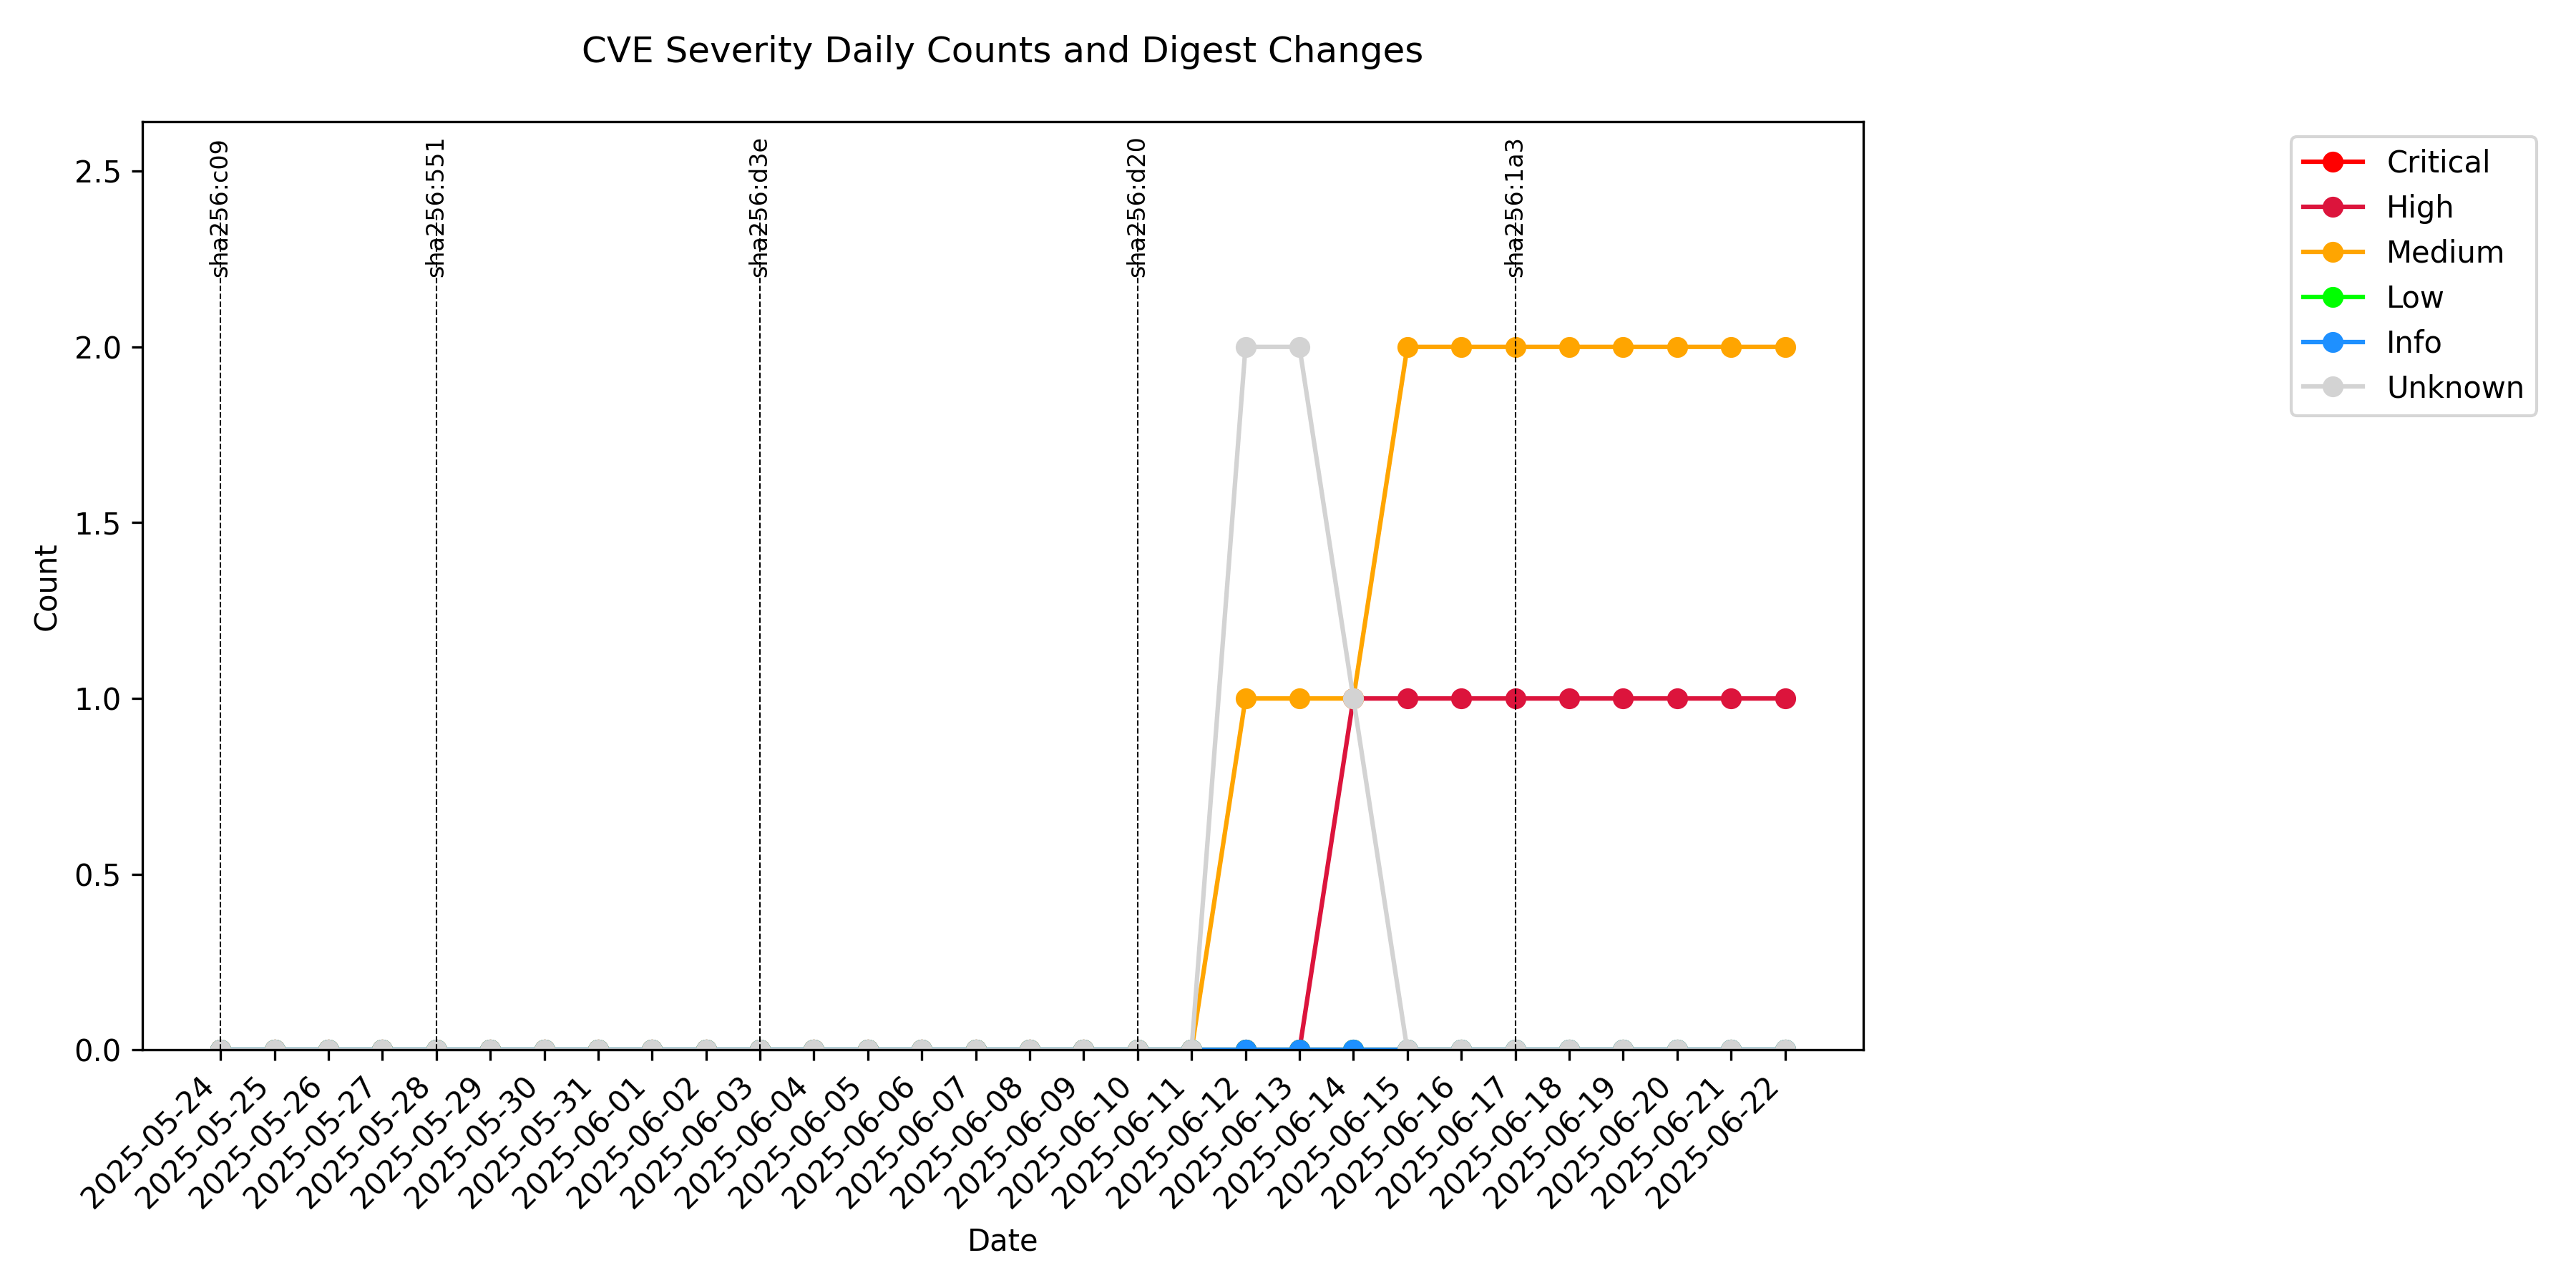 CVE Severity Daily Counts and Digest Changes
sha256:c09
sha256:551
sha256:d3e
sha256:d20
sha256:1a3
Critical
High
Medium
Low
Info
Unknown
2.5
2.0
1.5
1.0
0.5
0.0
Count
2025-05-24
2025-05-25
2025-05-26
2025-05-27
2025-05-28
2025-05-29
2025-05-30
2025-05-31
2025-06-01
2025-06-02
2025-06-03
2025-06-04
2025-06-05
2025-06-06
2025-06-07
2025-06-08
2025-06-09
2025-06-10
2025-06-11
2025-06-12
2025-06-13
2025-06-14
2025-06-15
2025-06-16
2025-06-17
2025-06-18
2025-06-19
2025-06-20
2025-06-21
2025-06-22
Date